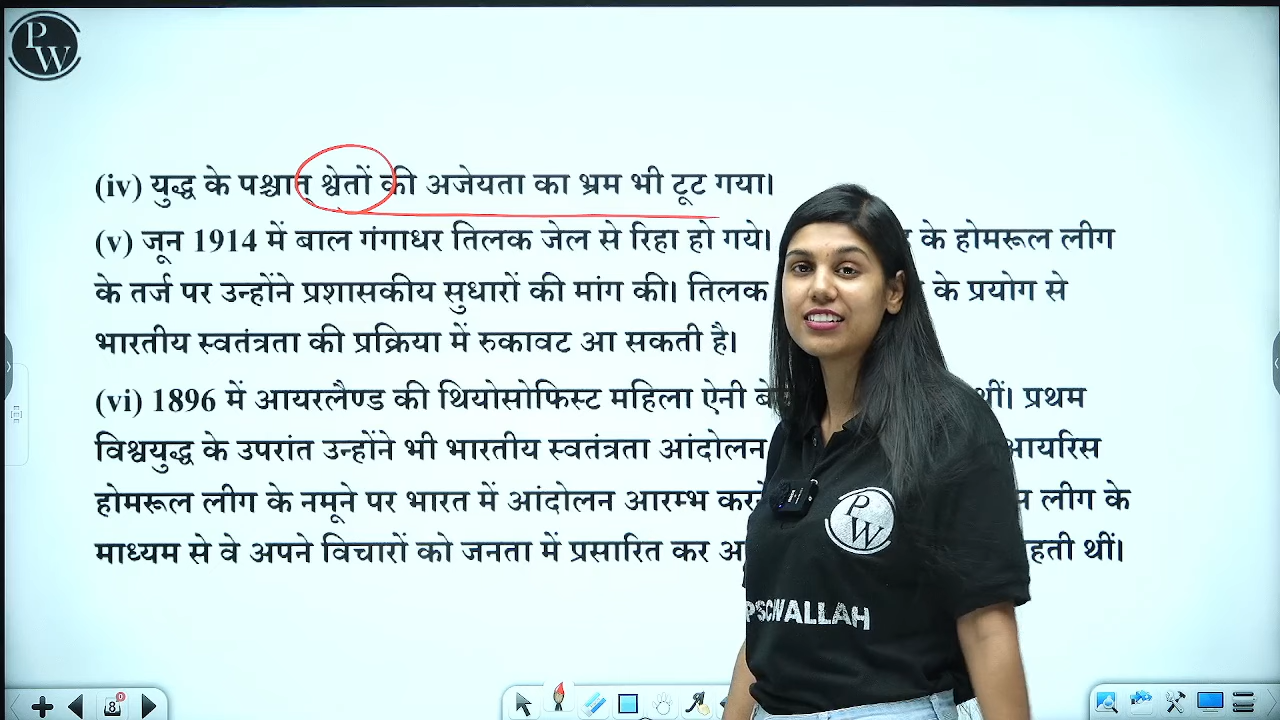 PW
(iv) युद्ध के पश्चात् श्वेतों की अजेयता का भ्रम भी टूट गया।
(v) जून 1914 में बाल गंगाधर तिलक जेल से रिहा हो गये। के होमरूल लीग
के तर्ज पर उन्होंने प्रशासकीय सुधारों की मांग की। तिलक के प्रयोग से
भारतीय स्वतंत्रता की प्रक्रिया में रुकावट आ सकती है।
(vi) 1896 में आयरलैण्ड की थियोसोफिस्ट महिला ऐनी थीं। प्रथम
विश्वयुद्ध के उपरांत उन्होंने भी भारतीय स्वतंत्रता आंदोलन आयरिस
होमरूल लीग के नमूने पर भारत में आंदोलन आरम्भ लीग के
माध्यम से वे अपने विचारों को जनता में प्रसारित कर थीं।
PW
PSCWALLAH
8